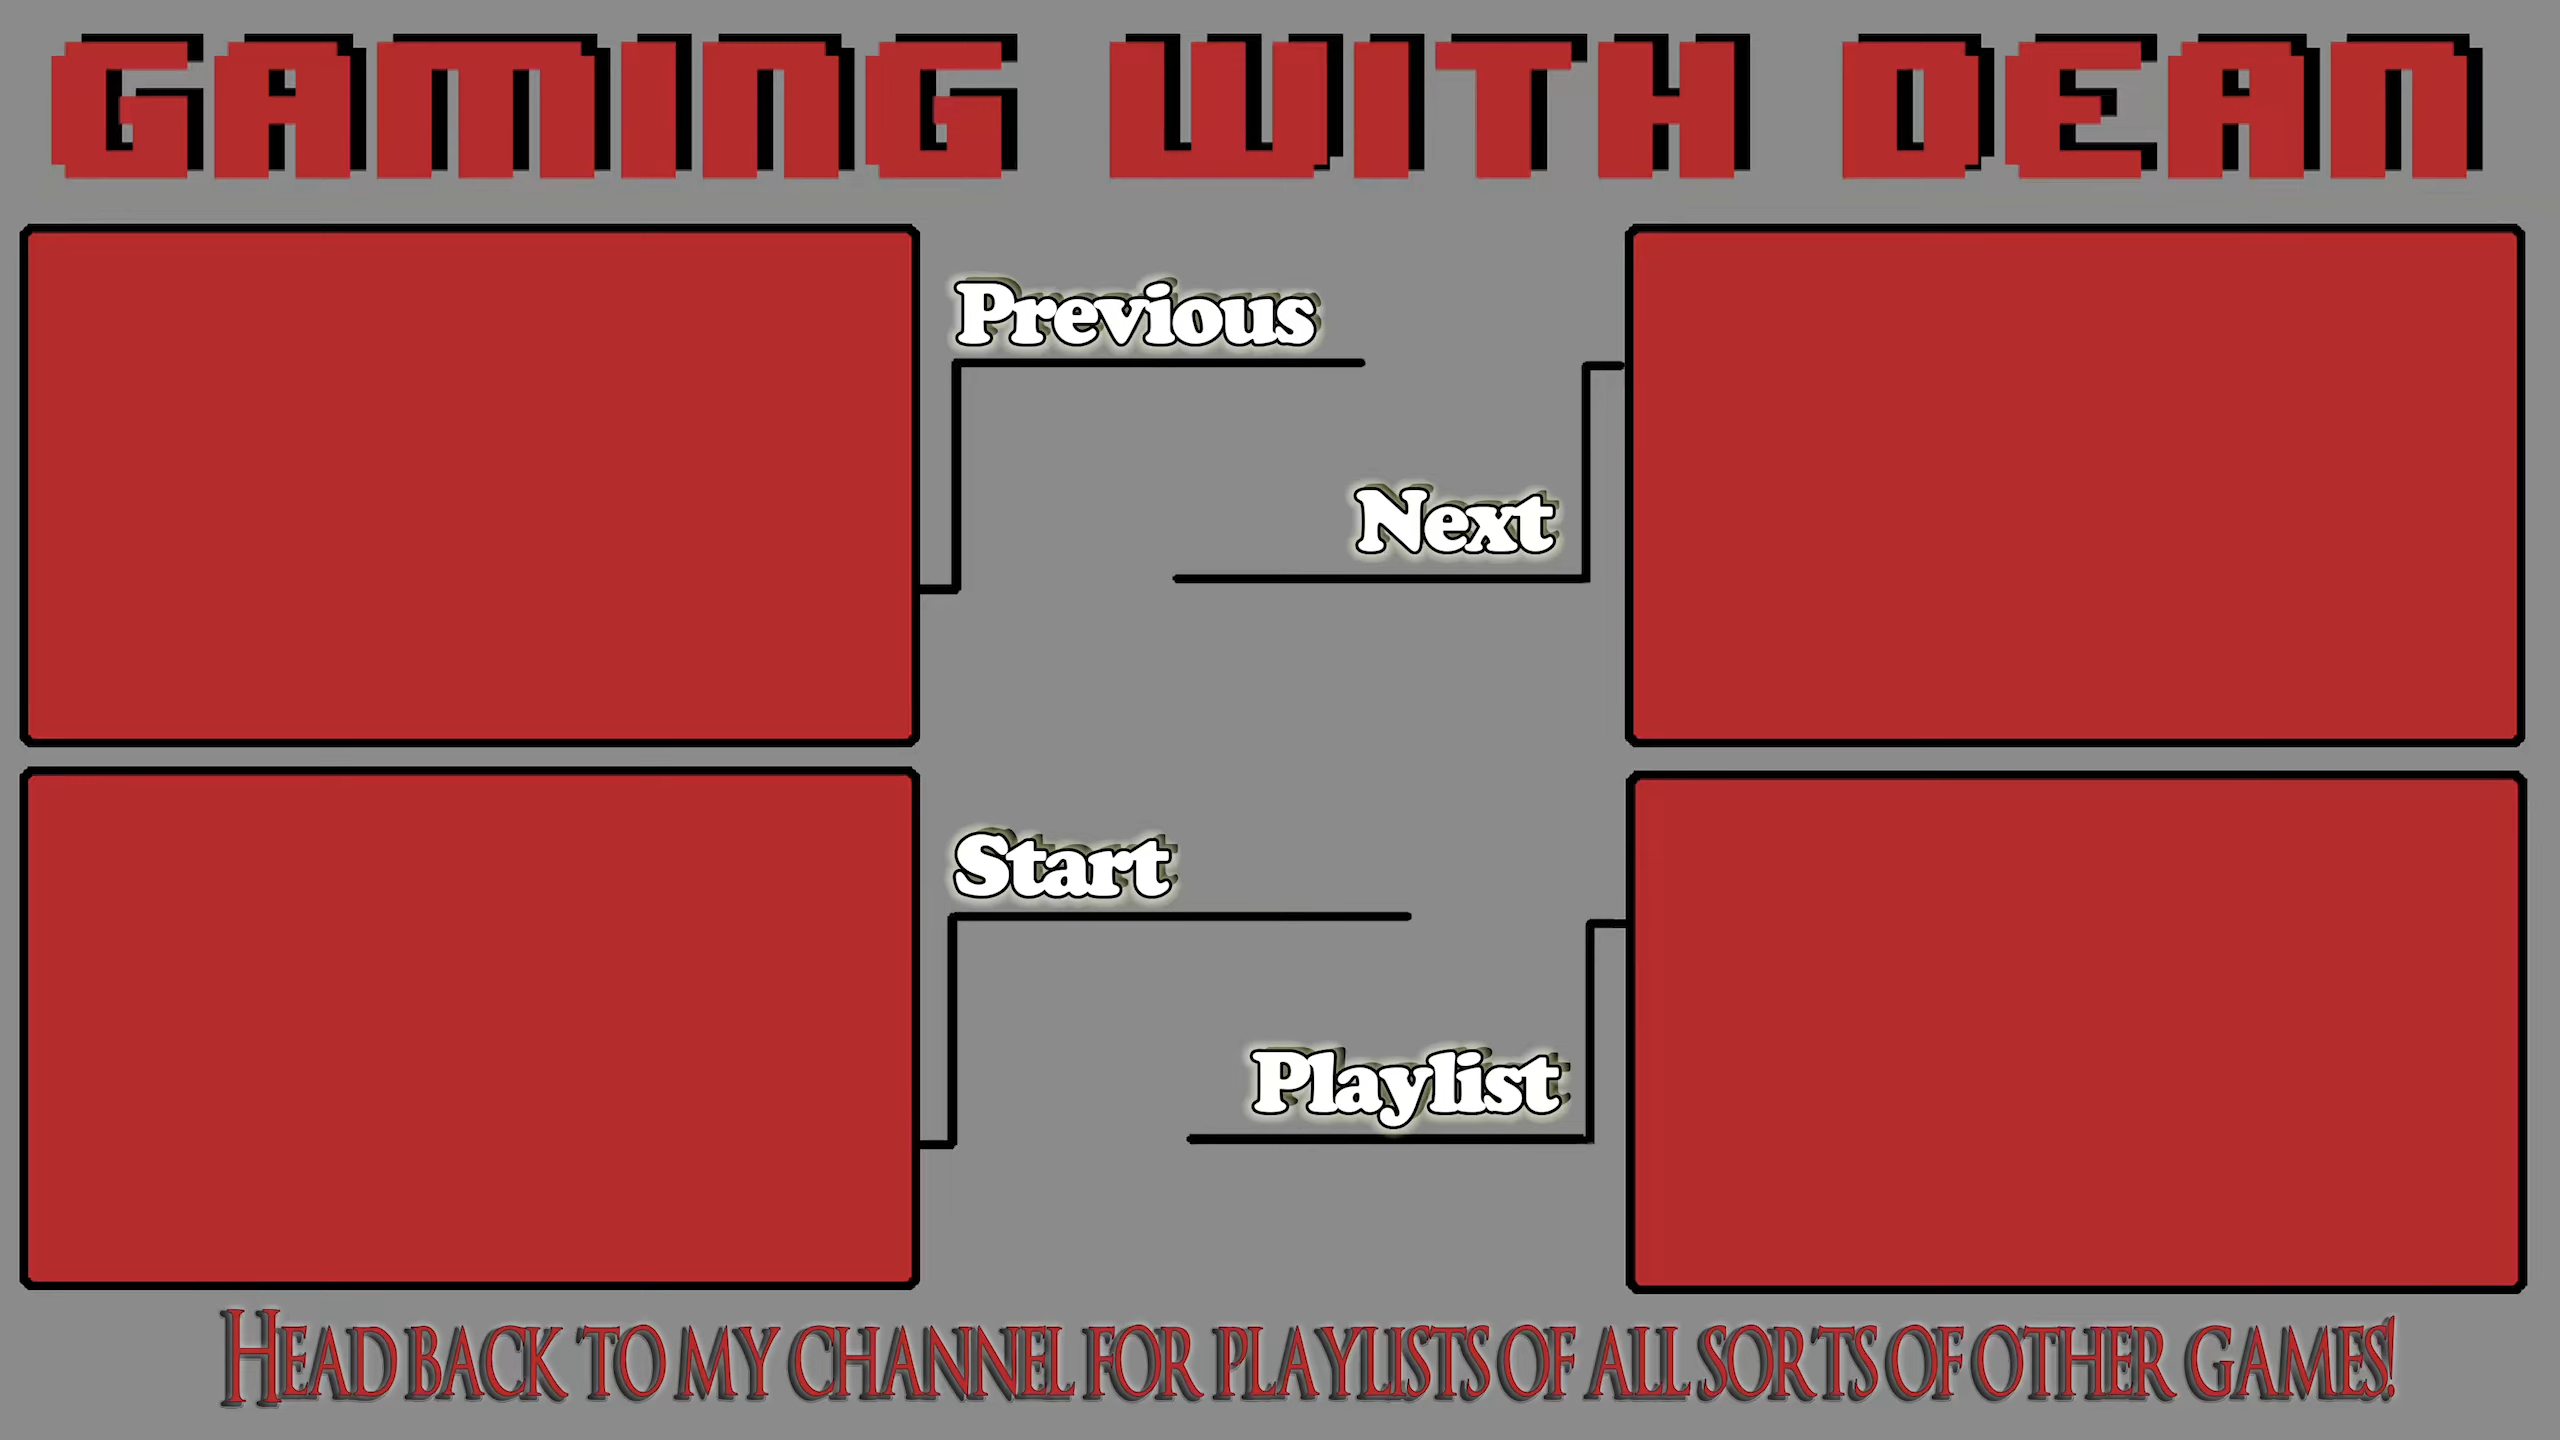 GAMING WITH DEAN
Previous
Next
Start
Playlist
HEAD BACK TO MY CHANNEL FOR PLAYLISTS OF ALL SORTS OF OTHER GAMES!